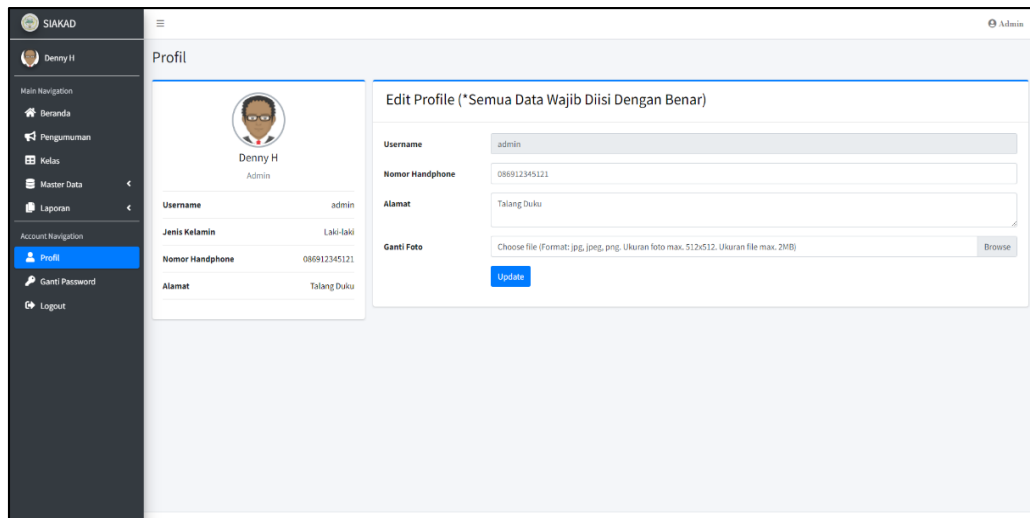 SIAKAD
Admin
Denny H
Main Navigation
Beranda
Pengumuman
Kelas
Master Data
Laporan
Account Navigation
Profil
Ganti Password
Logout
Profil
Denny H
Admin
Username admin
Jenis Kelamin Laki-laki
Nomor Handphone 086912345121
Alamat Talang Duku
Edit Profile (*Semua Data Wajib Diisi Dengan Benar)
Username admin
Nomor Handphone 086912345121
Alamat Talang Duku
Ganti Foto Choose file (Format: jpg, jpeg, png. Ukuran foto max. 512x512. Ukuran file max. 2MB) Browse
Update